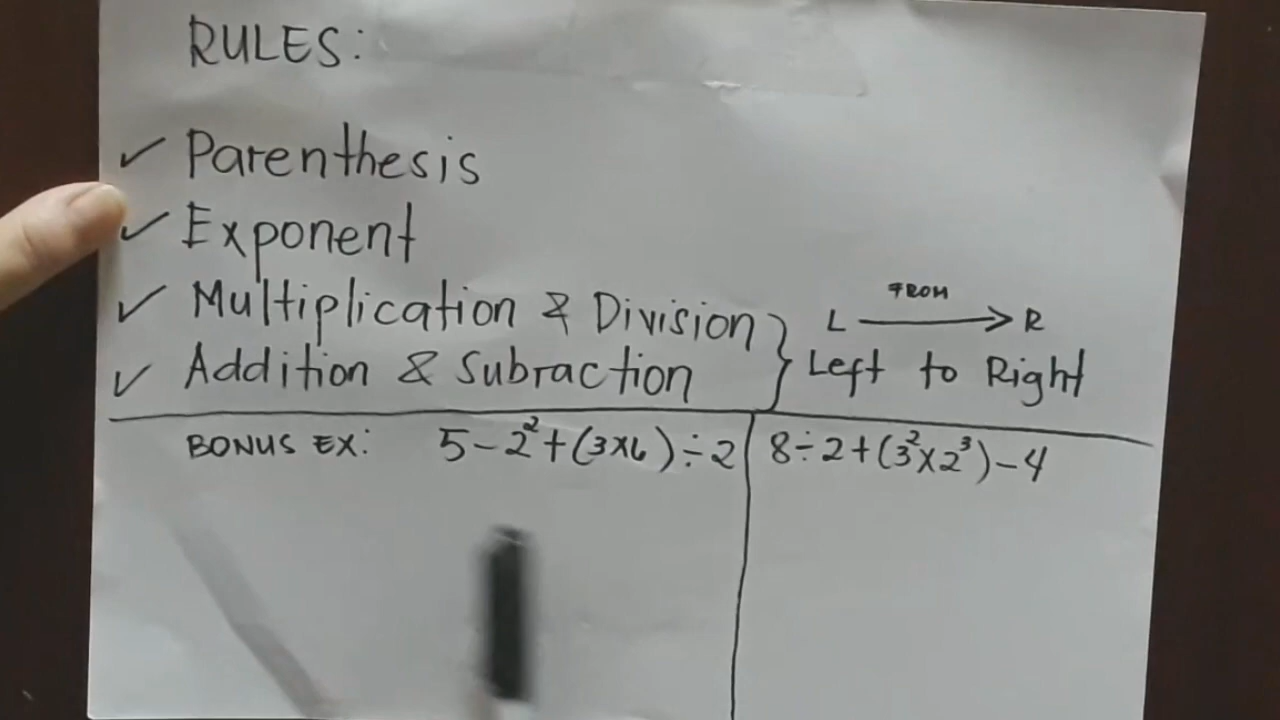 RULES:
✓ Parenthesis
✓ Exponent
✓ Multiplication & Division
✓ Addition & Subraction
FROM
L → R
Left to Right
BONUS EX: 5-2²+(3x6)÷2
8÷2+(3²x2³)-4